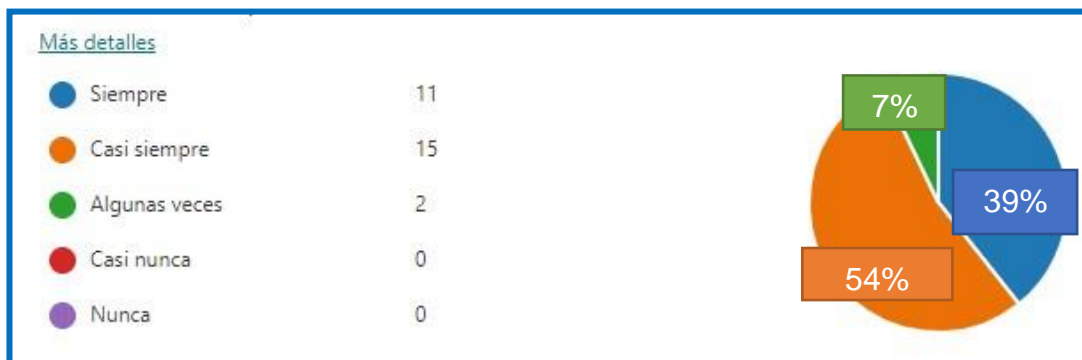 Más detalles
Siempre 11
Casi siempre 15
Algunas veces 2
Casi nunca 0
Nunca 0
7%
39%
54%